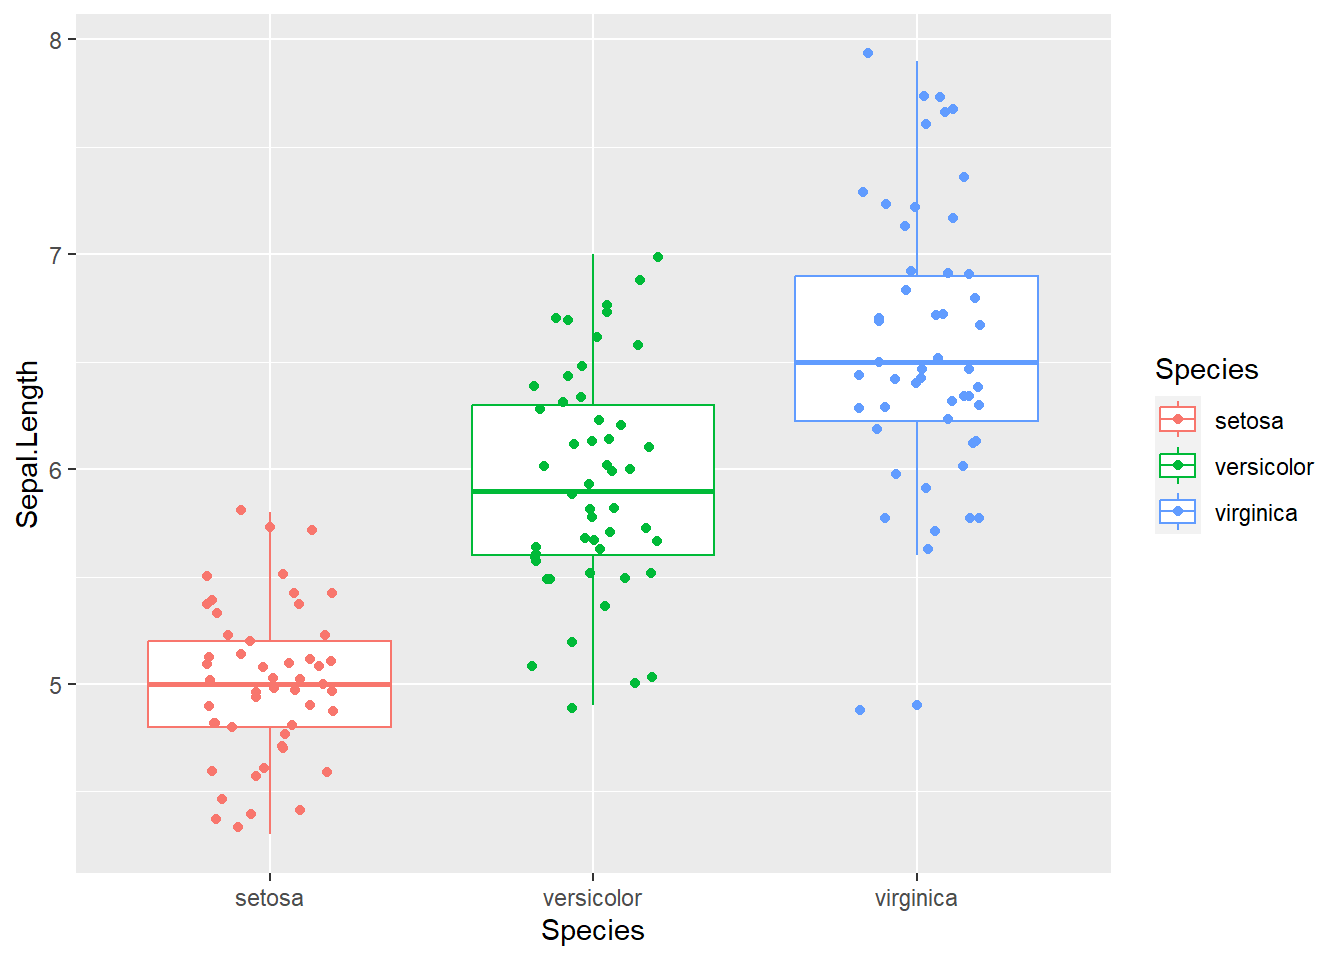 8
7
6
5
Sepal.Length
setosa
versicolor
virginica
Species
Species
setosa
versicolor
virginica